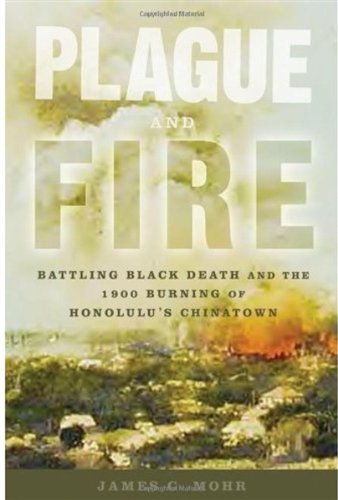 PLAGUE
AND
FIRE
BATTLING BLACK DEATH AND THE
1900 BURNING OF
HONOLULU'S CHINATOWN
JAMES C. MOHR